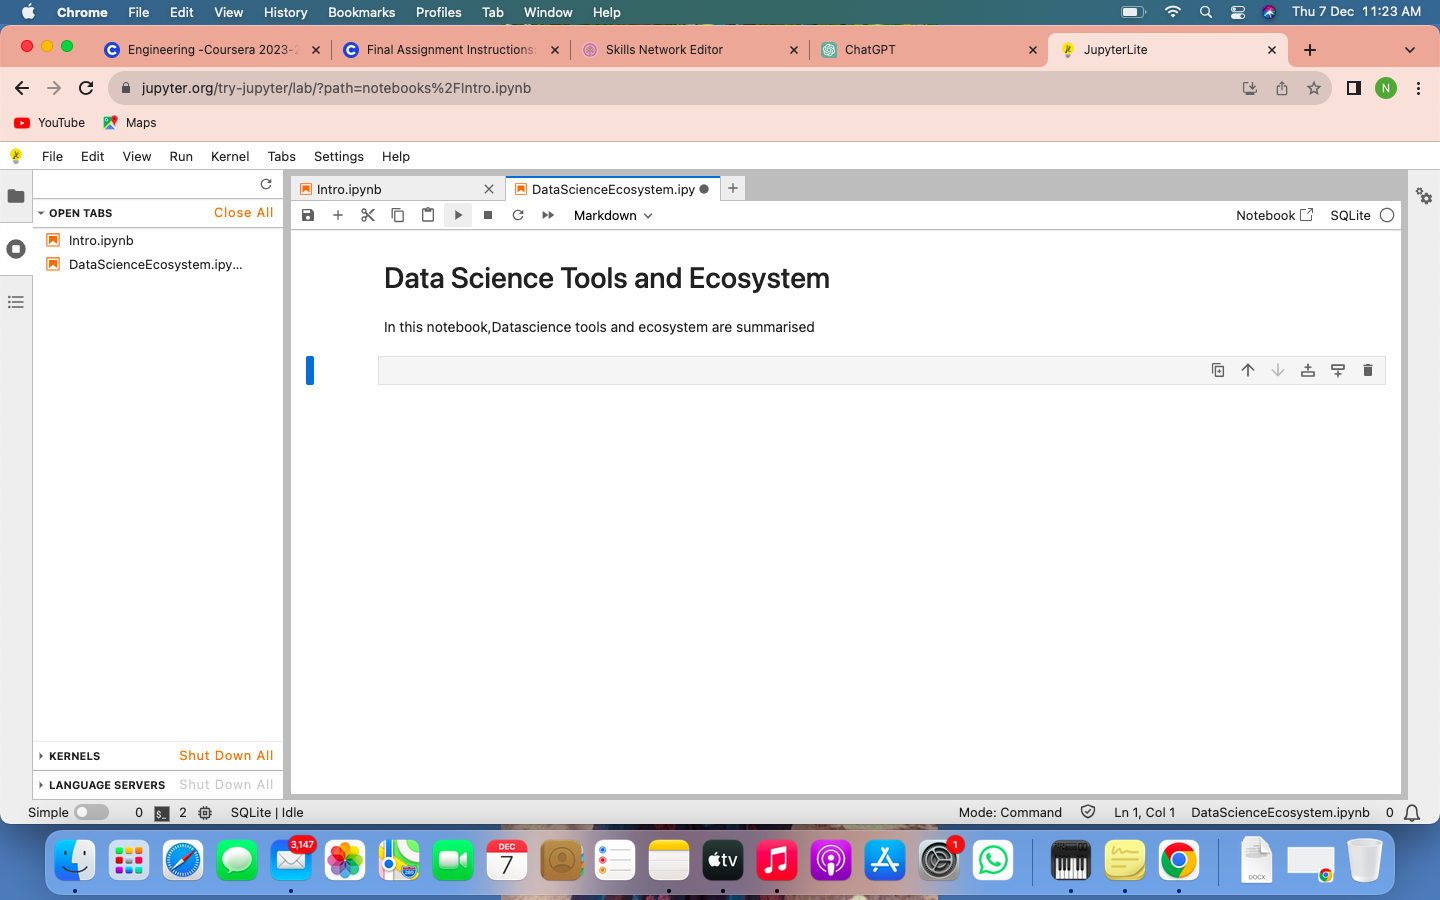 Chrome File Edit View History Bookmarks Profiles Tab Window Help Thu 7 Dec 11:23 AM
Engineering -Coursera 2023-2 Final Assignment Instructions: Skills Network Editor ChatGPT JupyterLite
jupyter.org/try-jupyter/lab/?path=notebooks%2FIntro.ipynb N
YouTube Maps
File Edit View Run Kernel Tabs Settings Help
Intro.ipynb DataScienceEcosystem.ipy
OPEN TABS Close All
Markdown Notebook SQLite
Intro.ipynb
DataScienceEcosystem.ipy...
Data Science Tools and Ecosystem
In this notebook,Datascience tools and ecosystem are summarised
KERNELS Shut Down All
LANGUAGE SERVERS Shut Down All
Simple 0 $_ 2 SQLite | Idle Mode: Command Ln 1, Col 1 DataScienceEcosystem.ipynb 0
3,147 DEC 7 280 tv 1 DOCX